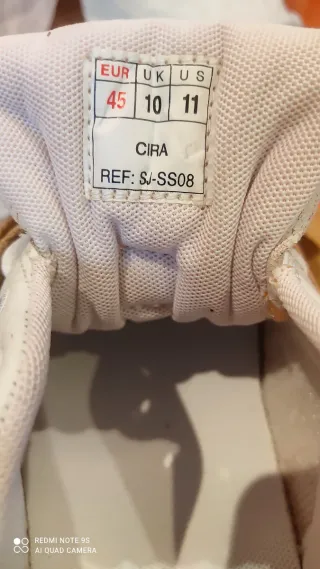 EUR UK US
45 10 11
CIRA
REF: SJ-SS08
REDMI NOTE 9S
AI QUAD CAMERA